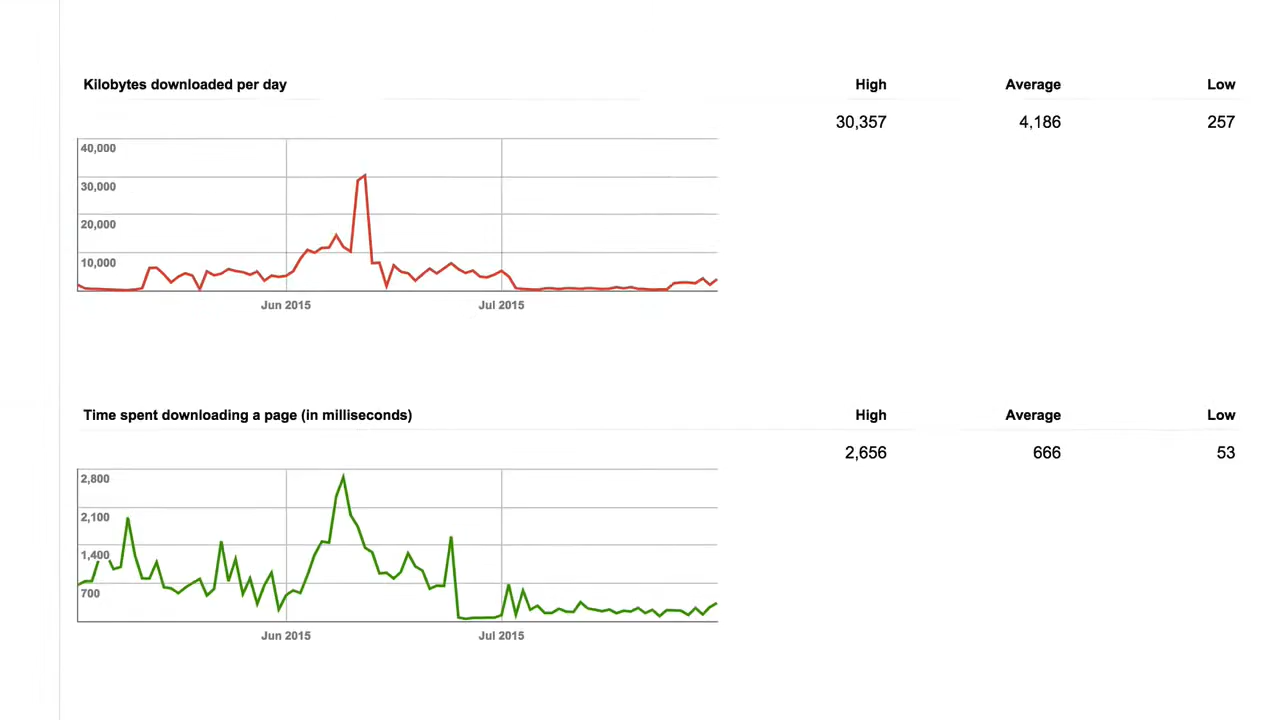 Kilobytes downloaded per day High Average Low
30,357 4,186 257
40,000
30,000
20,000
10,000
Jun 2015 Jul 2015
Time spent downloading a page (in milliseconds) High Average Low
2,656 666 53
2,800
2,100
1,400
700
Jun 2015 Jul 2015